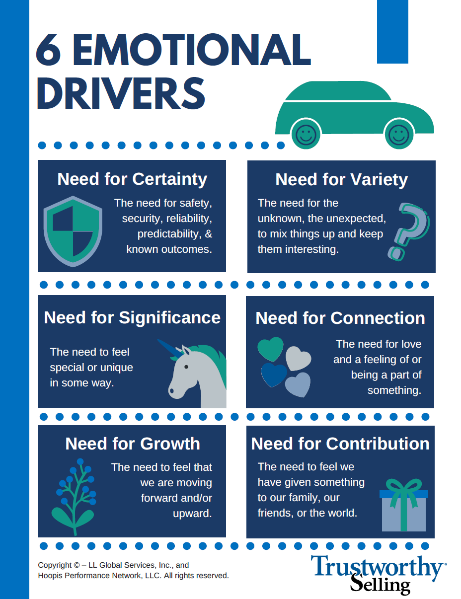 6 EMOTIONAL
DRIVERS
Need for Certainty
The need for safety,
security, reliability,
predictability, &
known outcomes.
Need for Variety
The need for the
unknown, the unexpected,
to mix things up and keep
them interesting.
Need for Significance
The need to feel
special or unique
in some way.
Need for Connection
The need for love
and a feeling of or
being a part of
something.
Need for Growth
The need to feel that
we are moving
forward and/or
upward.
Need for Contribution
The need to feel we
have given something
to our family, our
friends, or the world.
Copyright © – LL Global Services, Inc., and
Hoopis Performance Network, LLC. All rights reserved.
Trustworthy
Selling